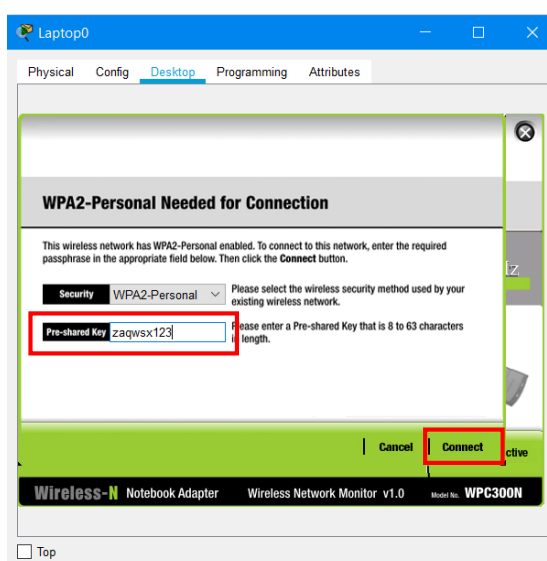 Laptop0
Physical Config Desktop Programming Attributes
WPA2-Personal Needed for Connection
This wireless network has WPA2-Personal enabled. To connect to this network, enter the required
passphrase in the appropriate field below. Then click the Connect button.
Security WPA2-Personal Please select the wireless security method used by your
existing wireless network.
Pre-shared Key zaqwsx123 Please enter a Pre-shared Key that is 8 to 63 characters
in length.
Cancel Connect
Wireless-N Notebook Adapter Wireless Network Monitor v1.0 Model No. WPC300N
Top